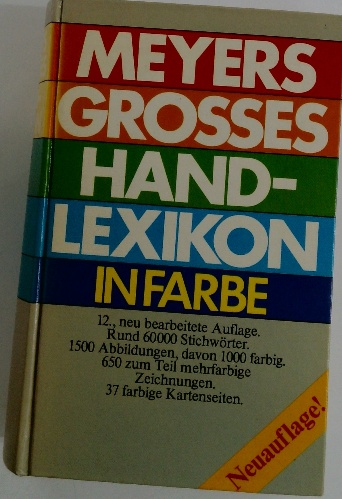 MEYERS
GROSSES
HAND-
LEXIKON
IN FARBE
12., neu bearbeitete Auflage.
Rund 60000 Stichwörter.
1500 Abbildungen, davon 1000 farbig.
650 zum Teil mehrfarbige
Zeichnungen.
37 farbige Kartenseiten.
Neuauflage!